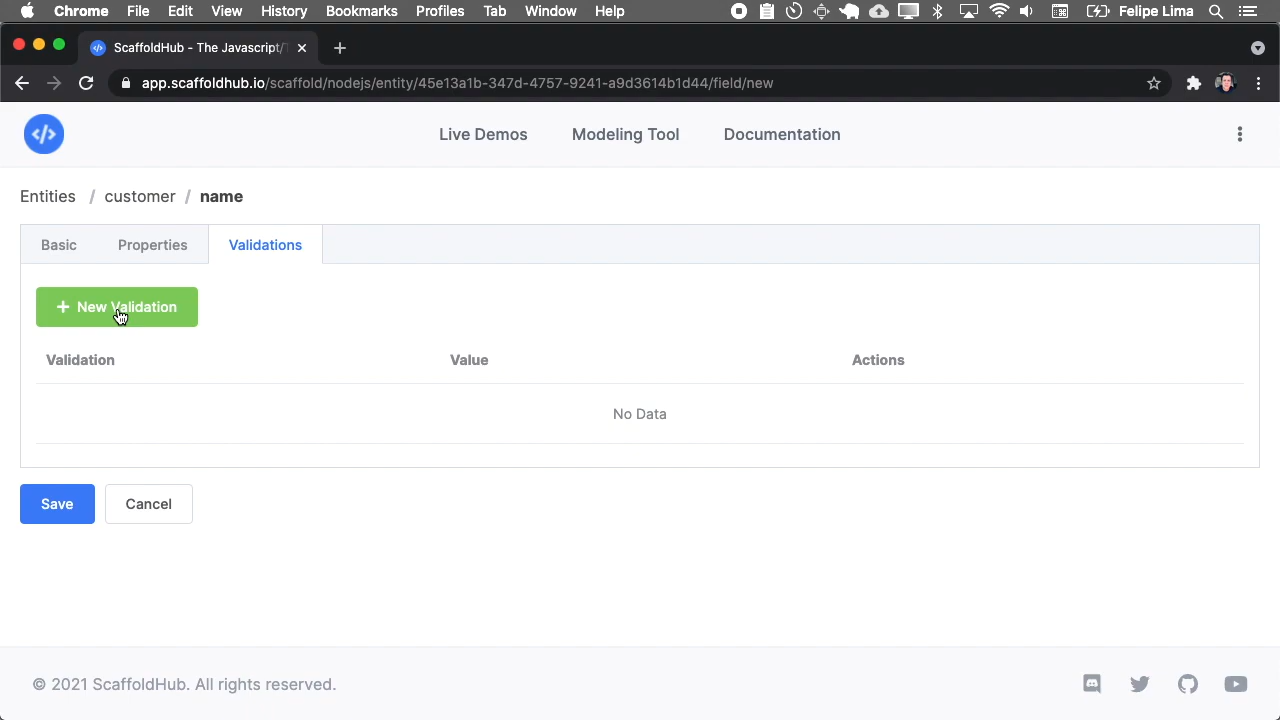 Chrome File Edit View History Bookmarks Profiles Tab Window Help Felipe Lima
ScaffoldHub - The Javascript/
app.scaffoldhub.io/scaffold/nodejs/entity/45e13a1b-347d-4757-9241-a9d3614b1d44/field/new
Live Demos Modeling Tool Documentation
Entities / customer / name
Basic Properties Validations
+ New Validation
Validation Value Actions
No Data
Save Cancel
© 2021 ScaffoldHub. All rights reserved.